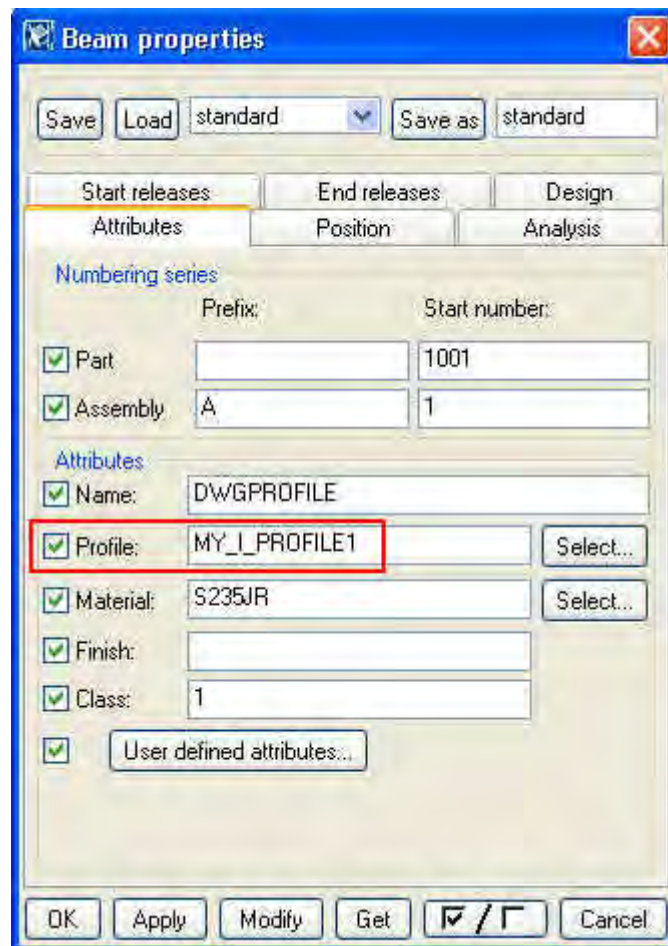 Beam properties
Save Load standard Save as standard
Start releases End releases Design
Attributes Position Analysis
Numbering series
Prefix: Start number:
Part 1001
Assembly A 1
Attributes
Name: DWGPROFILE
Profile: MY_I_PROFILE1 Select...
Material: S235JR Select...
Finish:
Class: 1
User defined attributes...
OK Apply Modify Get / Cancel